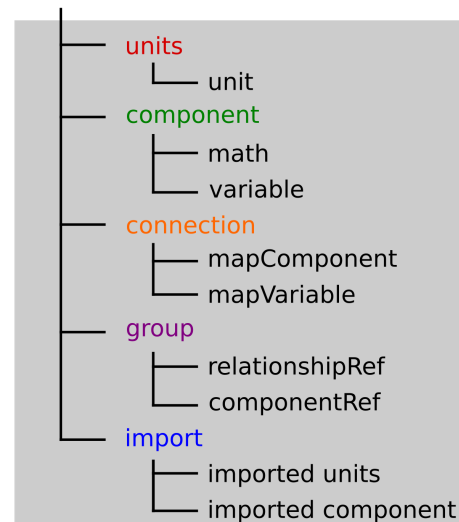 units
unit
component
math
variable
connection
mapComponent
mapVariable
group
relationshipRef
componentRef
import
imported units
imported component